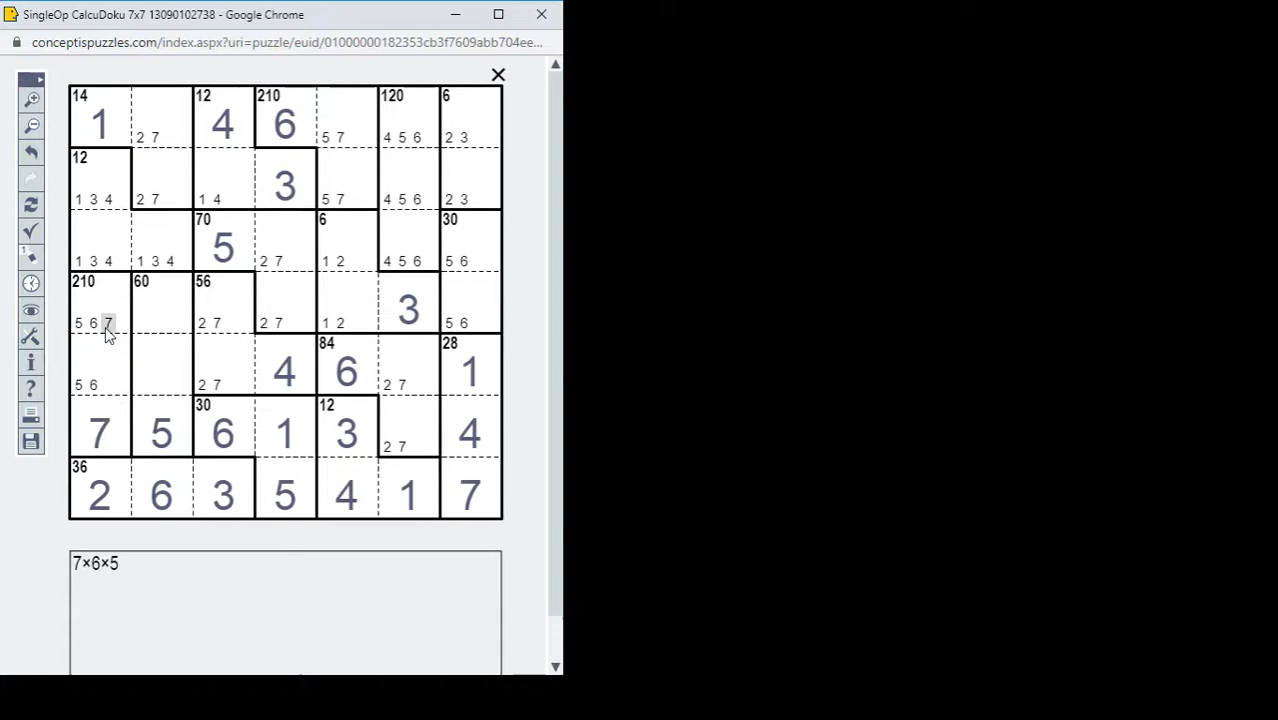 SingleOp CalcuDoku 7x7 13090102738 - Google Chrome
conceptispuzzles.com/index.aspx?uri=puzzle/euid/01000000182353cb3f7609abb704ee...
14 12 210 120 6
1 4 6
2 7 5 7 4 5 6 2 3
12
3
1 3 4 2 7 1 4 5 7 4 5 6 2 3
70 6 30
5
1 3 4 1 3 4 2 7 1 2 4 5 6 5 6
210 60 56
3
5 6 7 2 7 2 7 1 2 5 6
84 28
4 6 1
5 6 2 7 2 7
30 12
7 5 6 1 3 4
2 7
36
2 6 3 5 4 1 7
7×6×5